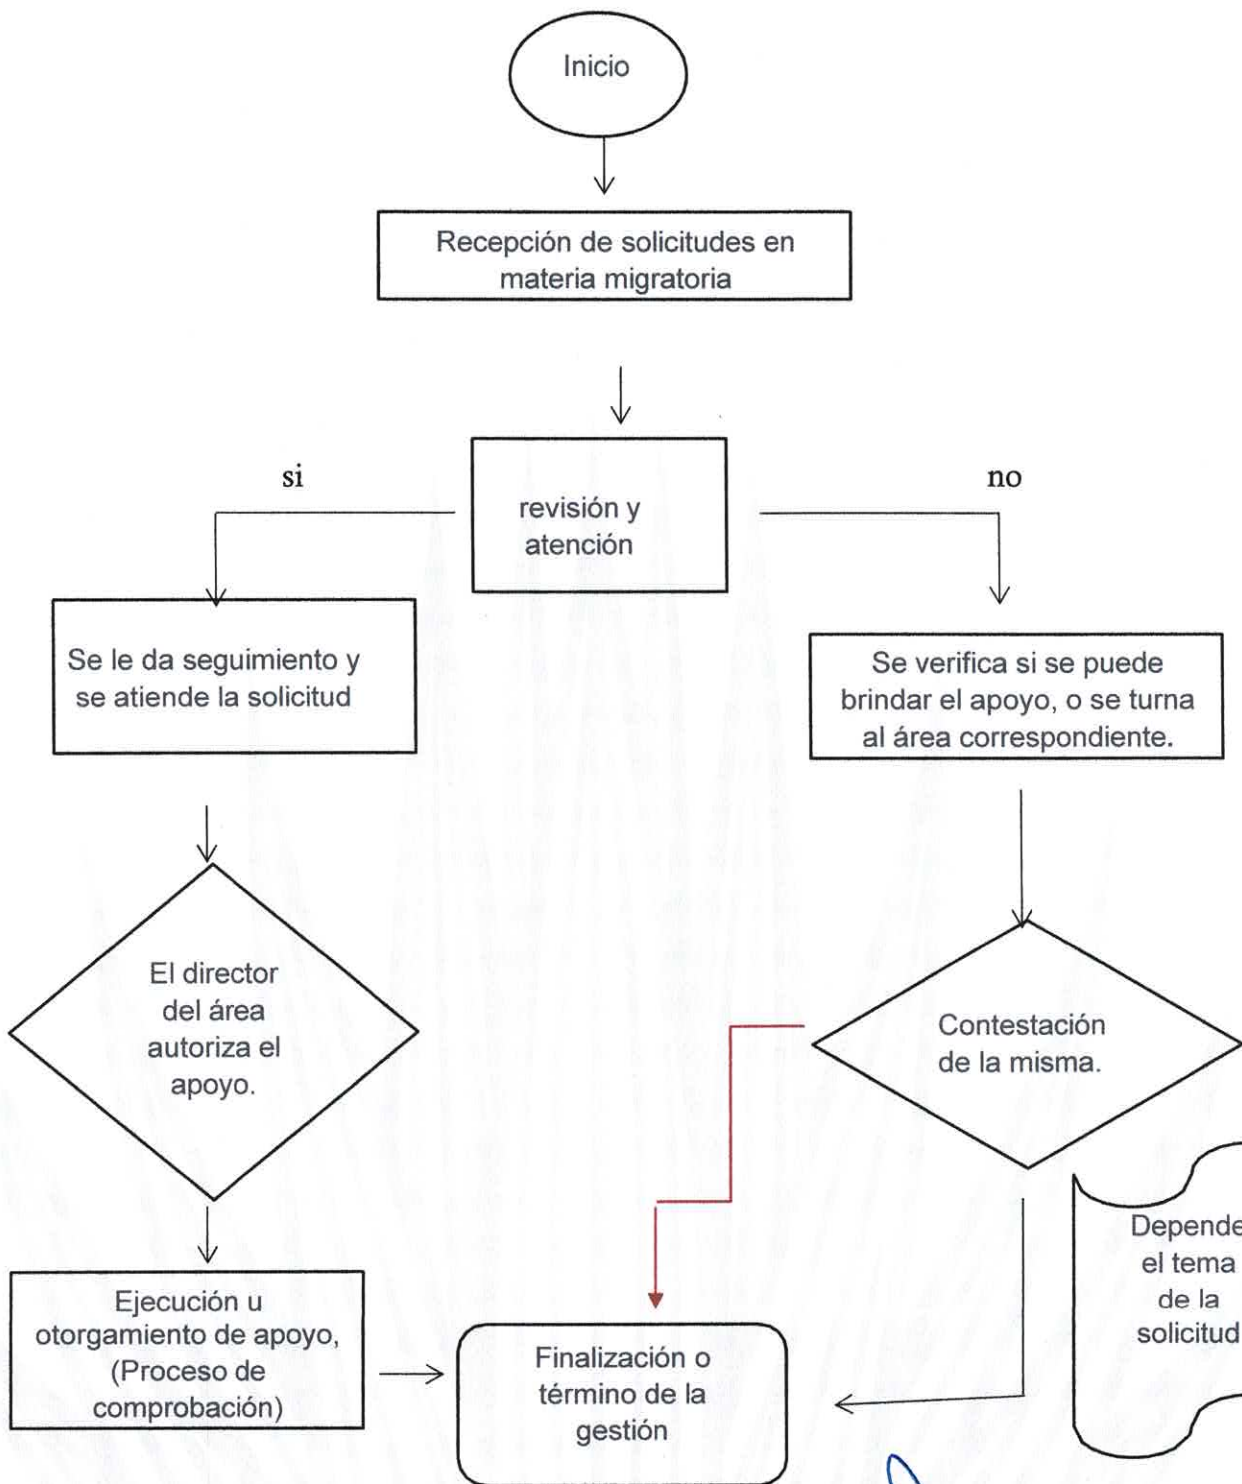 Inicio
Recepción de solicitudes en
materia migratoria
si
no
revisión y
atención
Se le da seguimiento y
se atiende la solicitud
Se verifica si se puede
brindar el apoyo, o se turna
al área correspondiente.
El director
del área
autoriza el
apoyo.
Contestación
de la misma.
Depende
el tema
de la
solicitud
Ejecución u
otorgamiento de apoyo,
(Proceso de
comprobación)
Finalización o
término de la
gestión